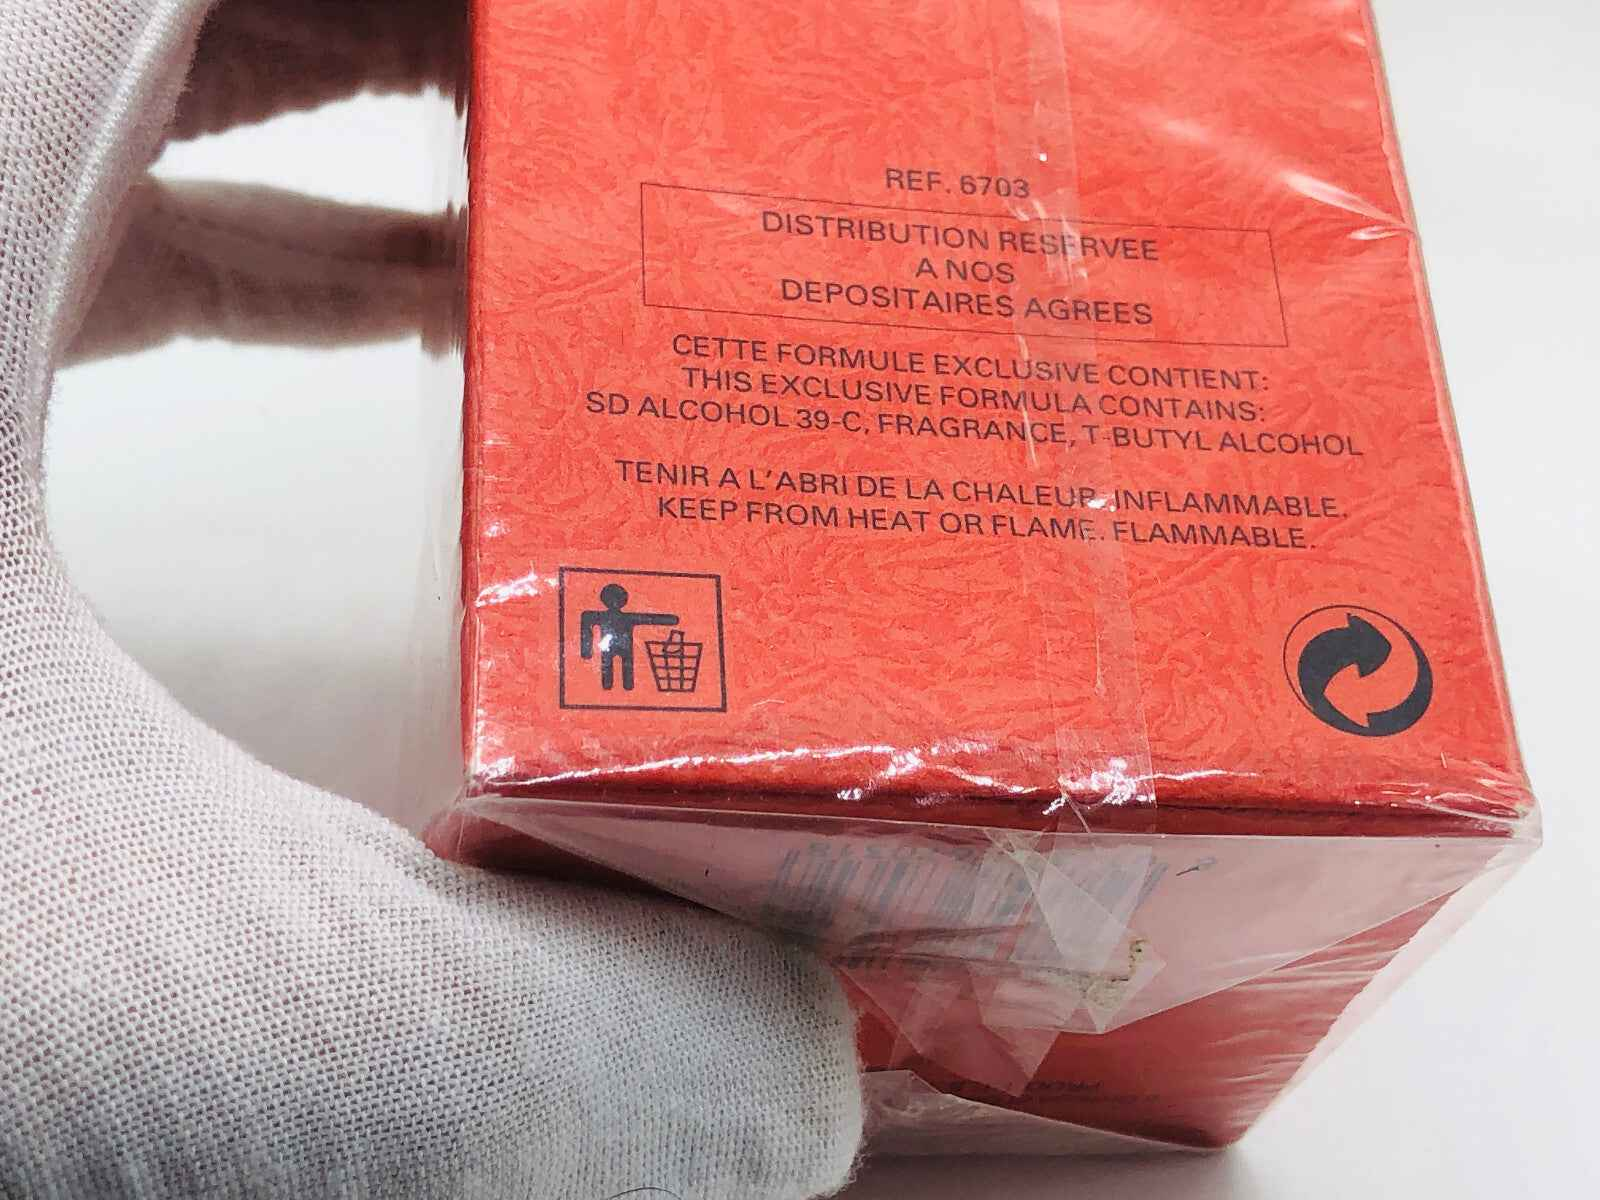 REF. 6703
DISTRIBUTION RESERVEE
A NOS
DEPOSITAIRES AGREES
CETTE FORMULE EXCLUSIVE CONTIENT:
THIS EXCLUSIVE FORMULA CONTAINS:
SD ALCOHOL 39-C, FRAGRANCE, T-BUTYL ALCOHOL
TENIR A L'ABRI DE LA CHALEUR. INFLAMMABLE.
KEEP FROM HEAT OR FLAME. FLAMMABLE.